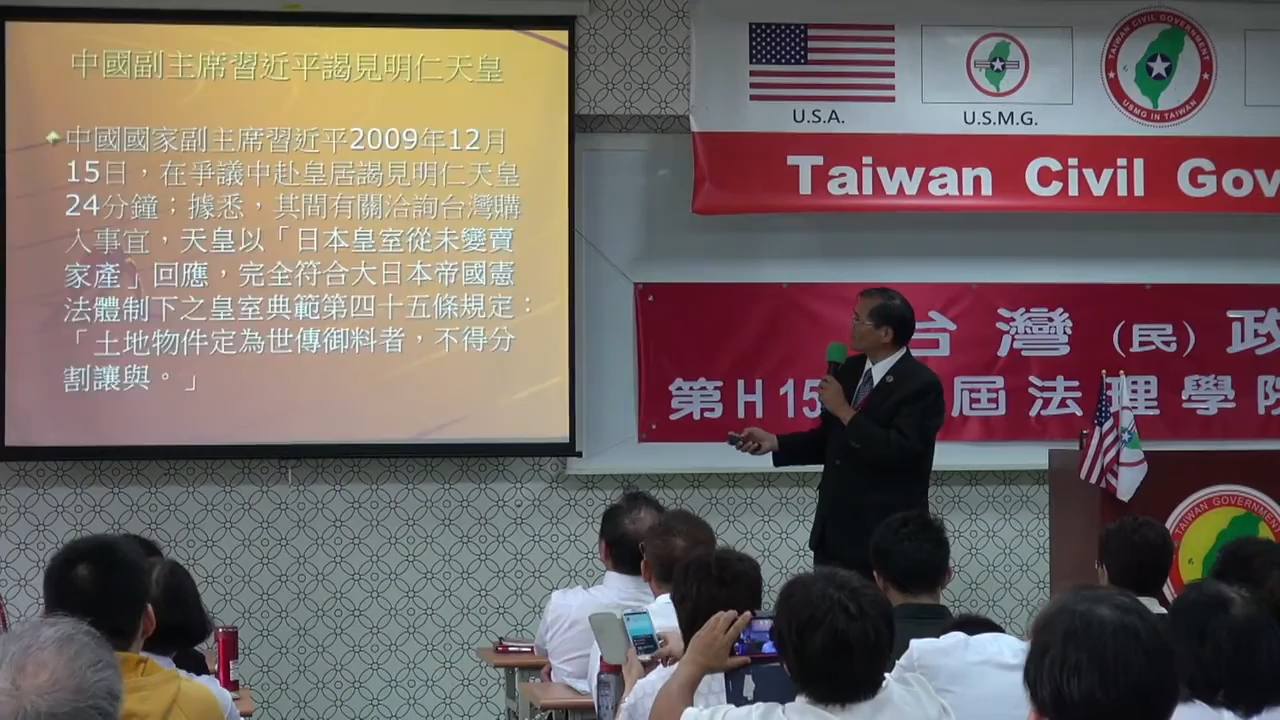 中國副主席習近平謁見明仁天皇
中國國家副主席習近平2009年12月
15日，在爭議中赴皇居謁見明仁天皇
24分鐘；據悉，其間有關洽詢台灣購
入事宜，天皇以「日本皇室從未變賣
家產」回應，完全符合大日本帝國憲
法體制下之皇室典範第四十五條規定：
「土地物件定為世傳御料者，不得分
割讓與。」
U.S.A.
U.S.M.G.
TAIWAN CIVIL GOVERNMENT
USMG IN TAIWAN
Taiwan Civil Gov
台灣（民）政
第H15 屆法理學院
TAIWAN GOVERNMENT